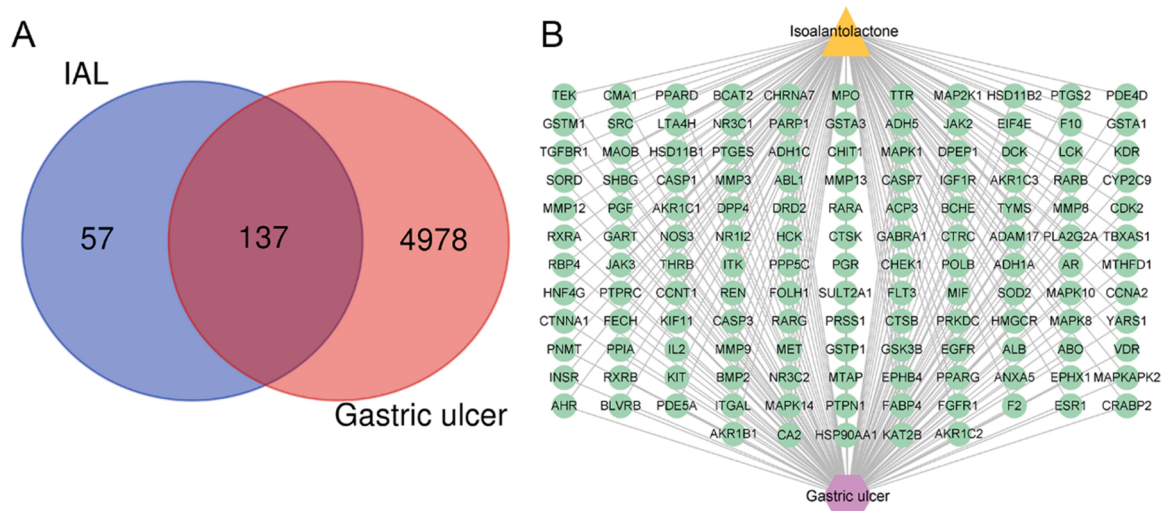 A
IAL
57
137
4978
Gastric ulcer
B
Isoalantolactone
TEK CMA1 PPARD BCAT2 CHRNA7 MPO TTR MAP2K1 HSD11B2 PTGS2 PDE4D
GSTM1 SRC LTA4H NR3C1 PARP1 GSTA3 ADH5 JAK2 EIF4E F10 GSTA1
TGFBR1 MAOB HSD11B1 PTGES ADH1C CHIT1 MAPK1 DPEP1 DCK LCK KDR
SORD SHBG CASP1 MMP3 ABL1 MMP13 CASP7 IGF1R AKR1C3 RARB CYP2C9
MMP12 PGF AKR1C1 DPP4 DRD2 RARA ACP3 BCHE TYMS MMP8 CDK2
RXRA GART NOS3 NR1I2 HCK CTSK GABRA1 CTRC ADAM17 PLA2G2A TBXAS1
RBP4 JAK3 THRB ITK PPP5C PGR CHEK1 POLB ADH1A AR MTHFD1
HNF4G PTPRC CCNT1 REN FOLH1 SULT2A1 FLT3 MIF SOD2 MAPK10 CCNA2
CTNNA1 FECH KIF11 CASP3 RARG PRSS1 CTSB PRKDC HMGCR MAPK8 YARS1
PNMT PPIA IL2 MMP9 MET GSTP1 GSK3B EGFR ALB ABO VDR
INSR RXRB KIT BMP2 NR3C2 MTAP EPHB4 PPARG ANXA5 EPHX1 MAPKAPK2
AHR BLVRB PDE5A ITGAL MAPK14 PTPN1 FABP4 FGFR1 F2 ESR1 CRABP2
AKR1B1 CA2 HSP90AA1 KAT2B AKR1C2
Gastric ulcer